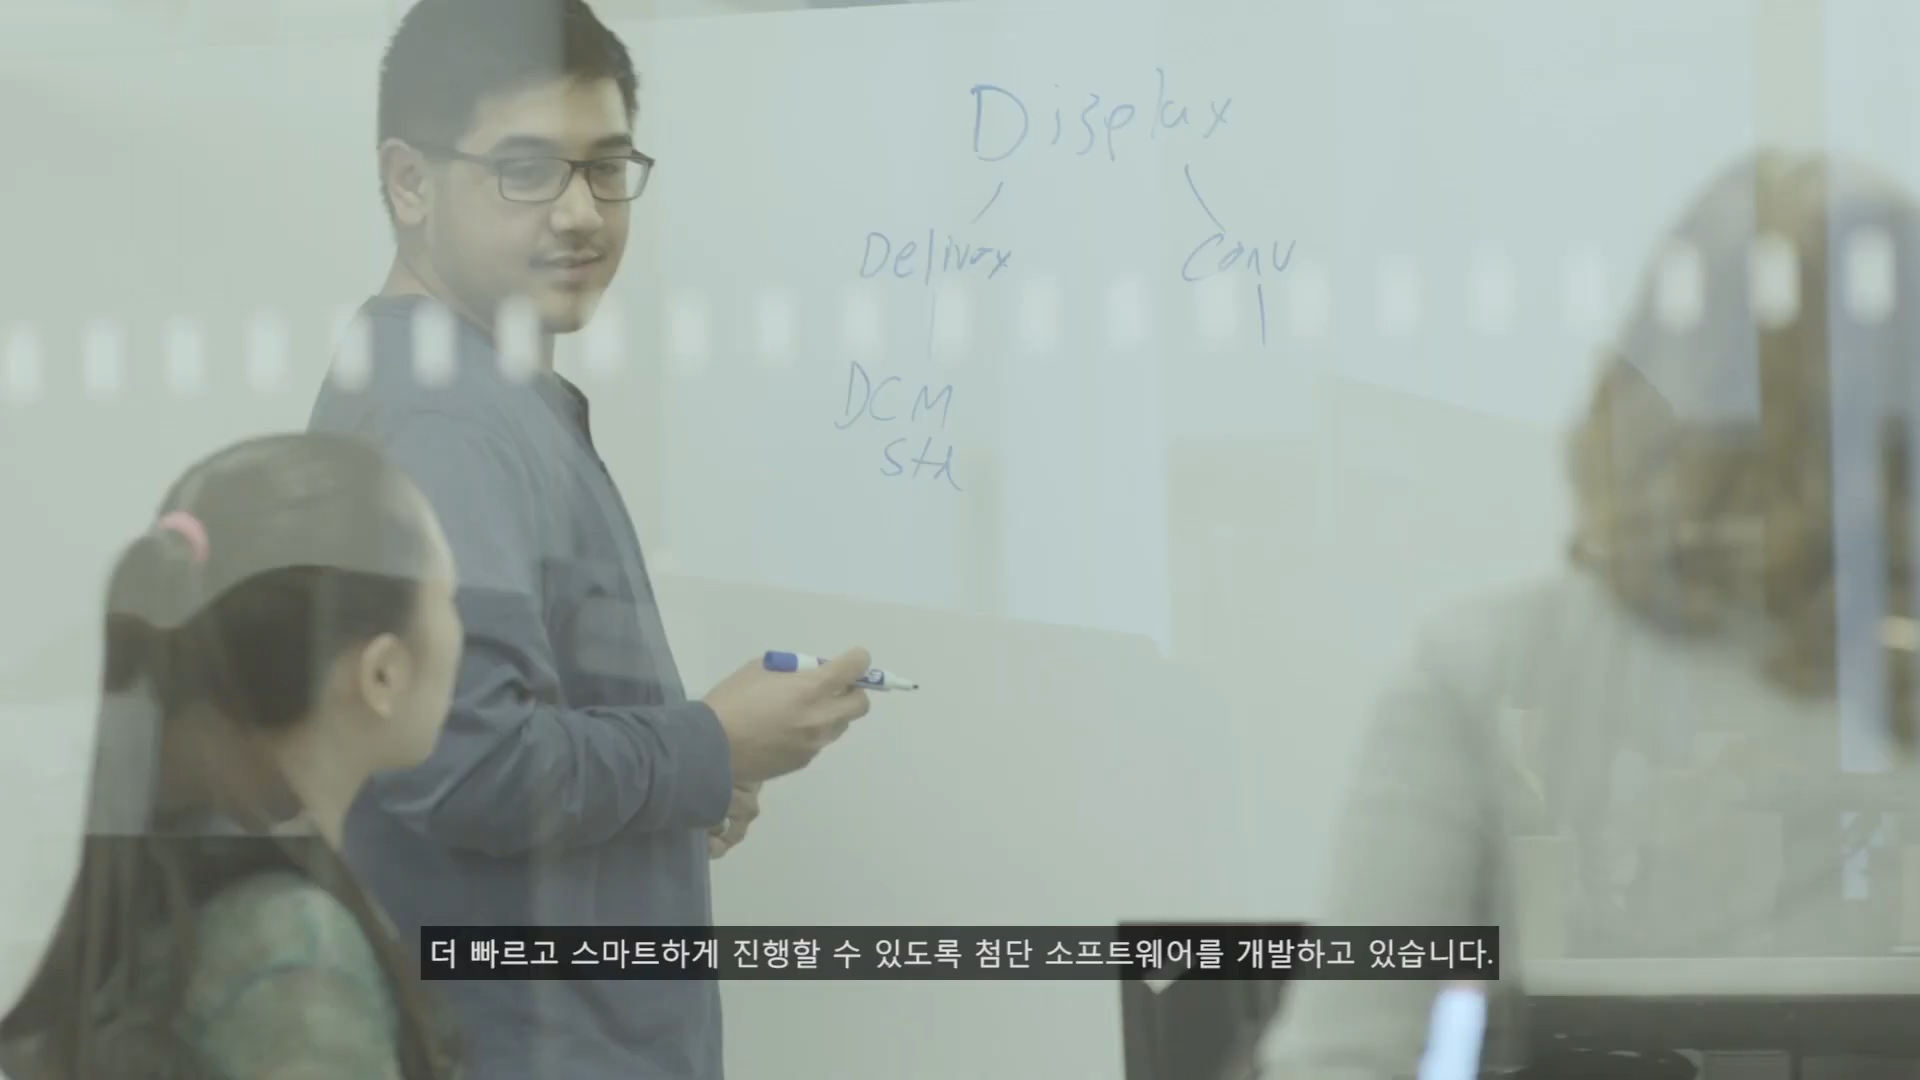 Display
Delivery
Conv
DCM
더 빠르고 스마트하게 진행할 수 있도록 첨단 소프트웨어를 개발하고 있습니다.